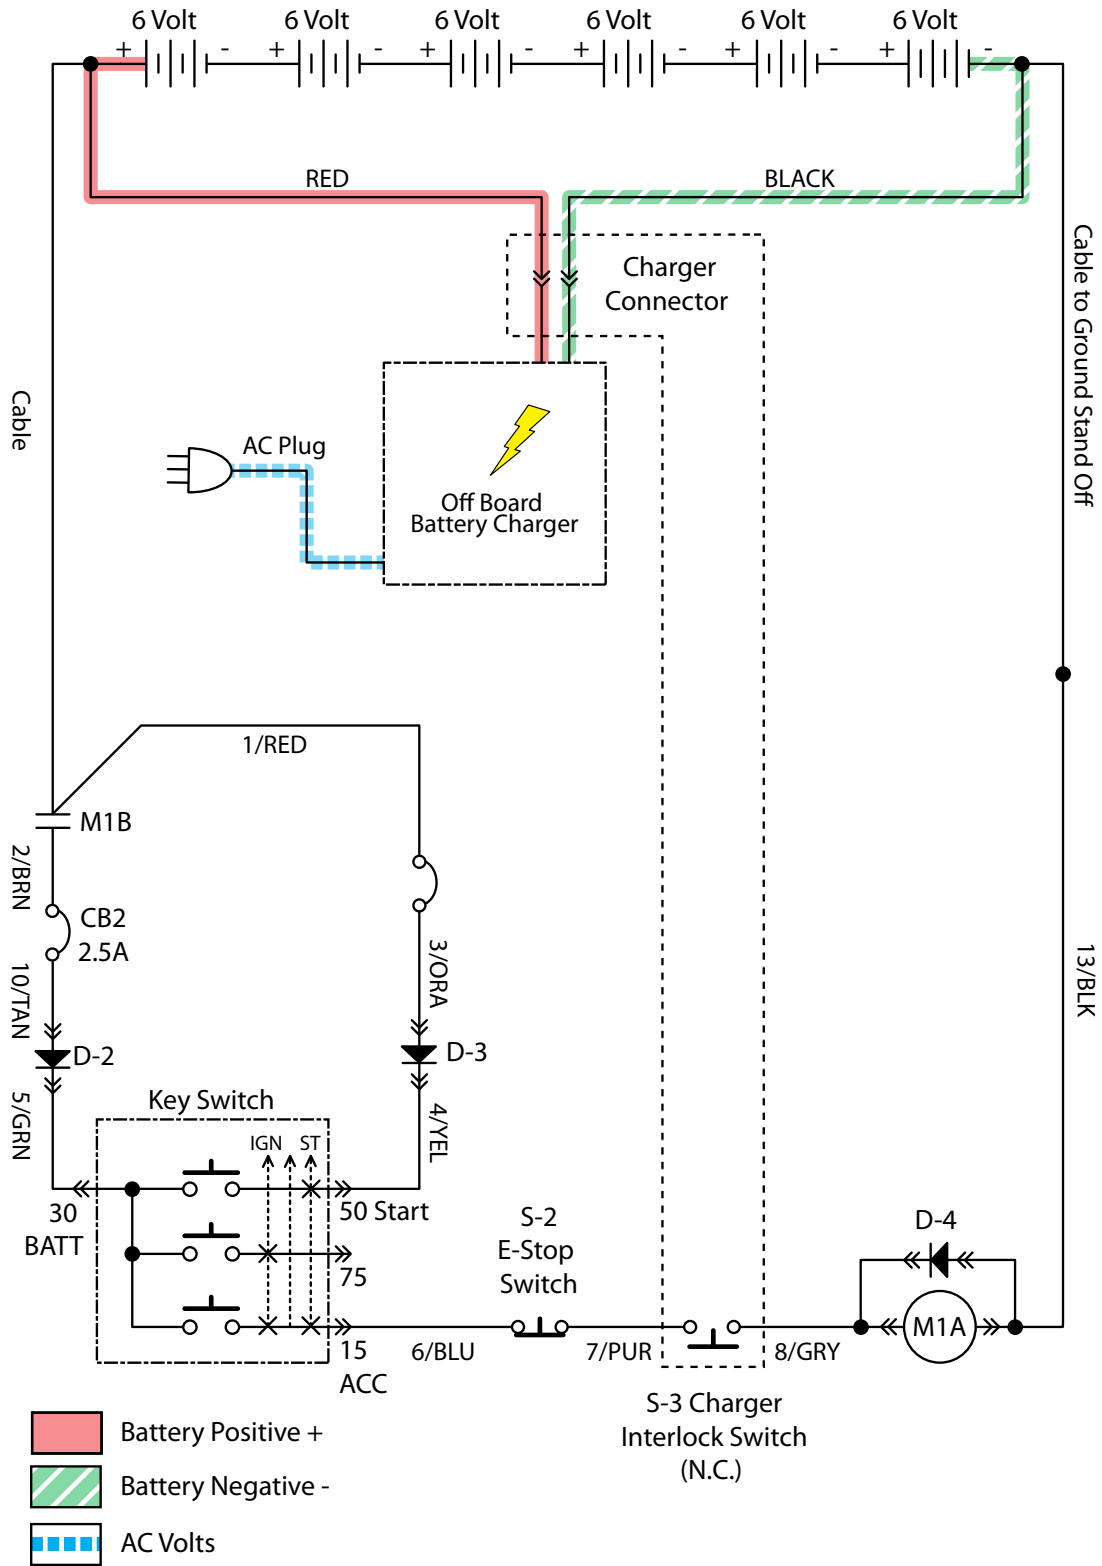 6 Volt 6 Volt 6 Volt 6 Volt 6 Volt 6 Volt
+ - + - + - + - + - + -
RED BLACK
Charger
Connector
Cable to Ground Stand Off
Cable
AC Plug
Off Board
Battery Charger
1/RED
M1B
2/BRN
CB2
2.5A
3/ORA
10/TAN
13/BLK
D-2
D-3
5/GRN
Key Switch
4/YEL
IGN ST
30
BATT
50 Start
75
15
ACC
S-2
E-Stop
Switch
D-4
M1A
6/BLU
7/PUR
8/GRY
S-3 Charger
Interlock Switch
(N.C.)
Battery Positive +
Battery Negative -
AC Volts